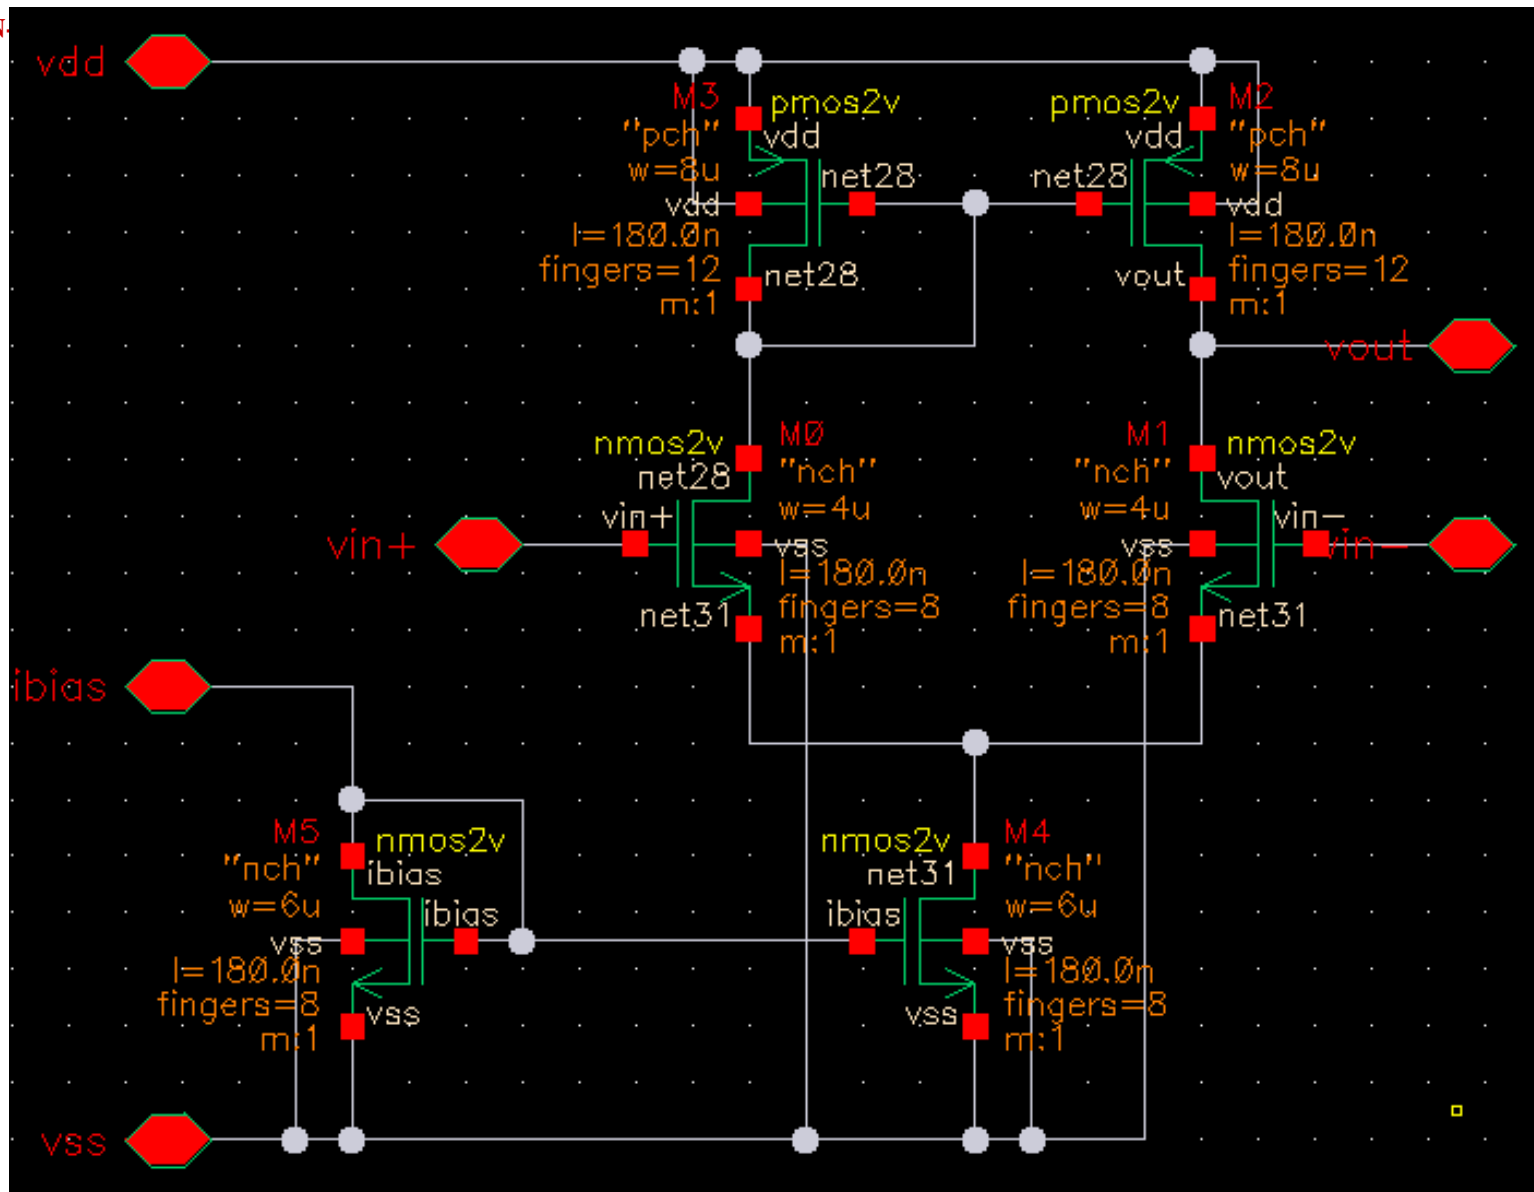 vdd
M3
pmos2v
pmos2v
M2
"pch"
vdd
vdd
"pch"
w=8u
net28
net28
w=8u
vdd
vdd
l=180.0n
l=180.0n
fingers=12
net28
vout
fingers=12
m:1
m:1
vout
nmos2v
M0
M1
nmos2v
net28
"nch"
"nch"
vout
vin+
w=4u
w=4u
vin-
vin+
vss
vss
vin-
l=180.0n
l=180.0n
net31
fingers=8
fingers=8
net31
m:1
m:1
ibias
M5
nmos2v
nmos2v
M4
"nch"
ibias
net31
"nch"
w=6u
ibias
ibias
w=6u
vss
vss
l=180.0n
l=180.0n
fingers=8
vss
vss
fingers=8
m:1
m:1
vss